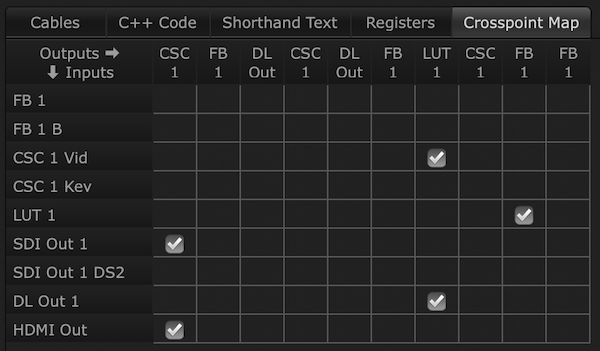 Cables C++ Code Shorthand Text Registers Crosspoint Map
Outputs ➡ CSC FB DL CSC DL FB LUT CSC FB FB
⬇ Inputs 1 1 Out 1 Out 1 1 1 1 1
FB 1
FB 1 B
CSC 1 Vid
CSC 1 Kev
LUT 1
SDI Out 1
SDI Out 1 DS2
DL Out 1
HDMI Out